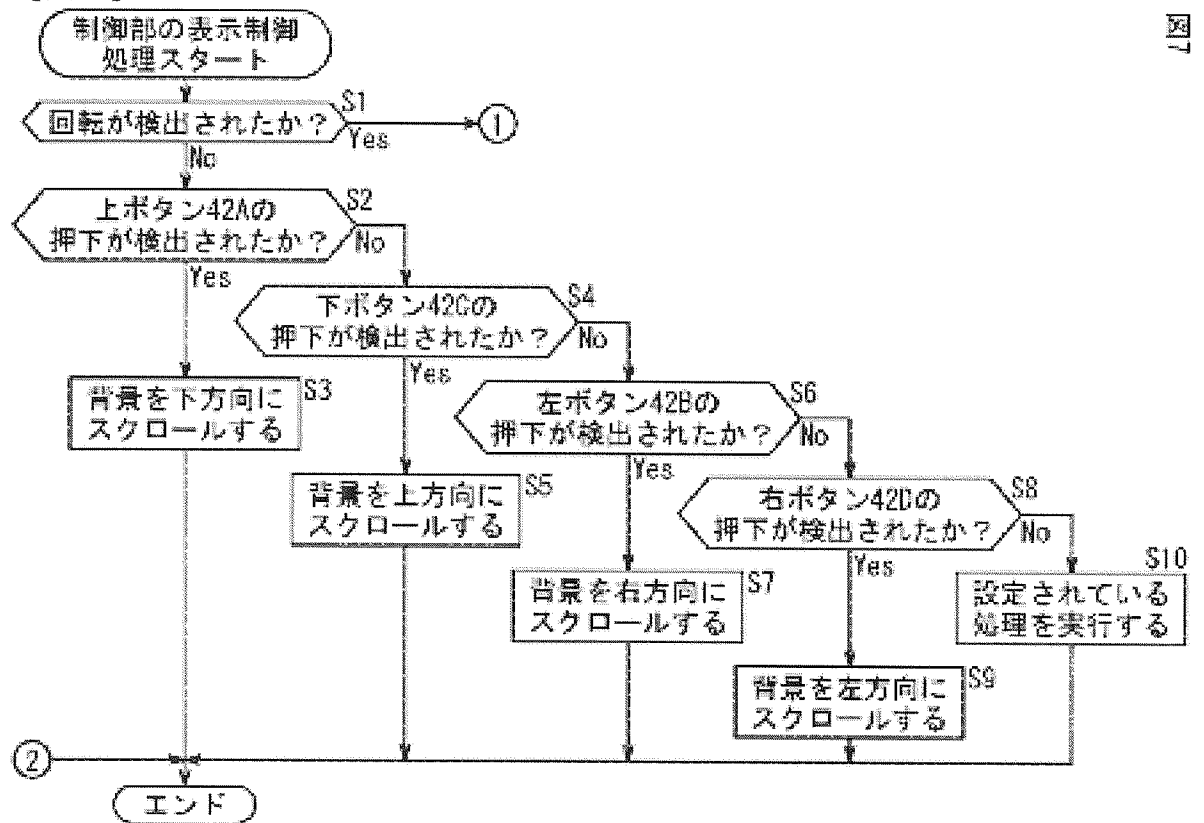 図7
制御部の表示制御
処理スタート
S1
回転が検出されたか?
Yes
①
No
S2
上ボタン42Aの
押下が検出されたか?
No
Yes
S4
下ボタン42Cの
押下が検出されたか?
No
Yes
S3
背景を下方向に
スクロールする
S6
左ボタン42Bの
押下が検出されたか?
No
Yes
S5
背景を上方向に
スクロールする
S8
右ボタン42Dの
押下が検出されたか?
No
Yes
S10
設定されている
処理を実行する
S7
背景を右方向に
スクロールする
S9
背景を左方向に
スクロールする
②
エンド